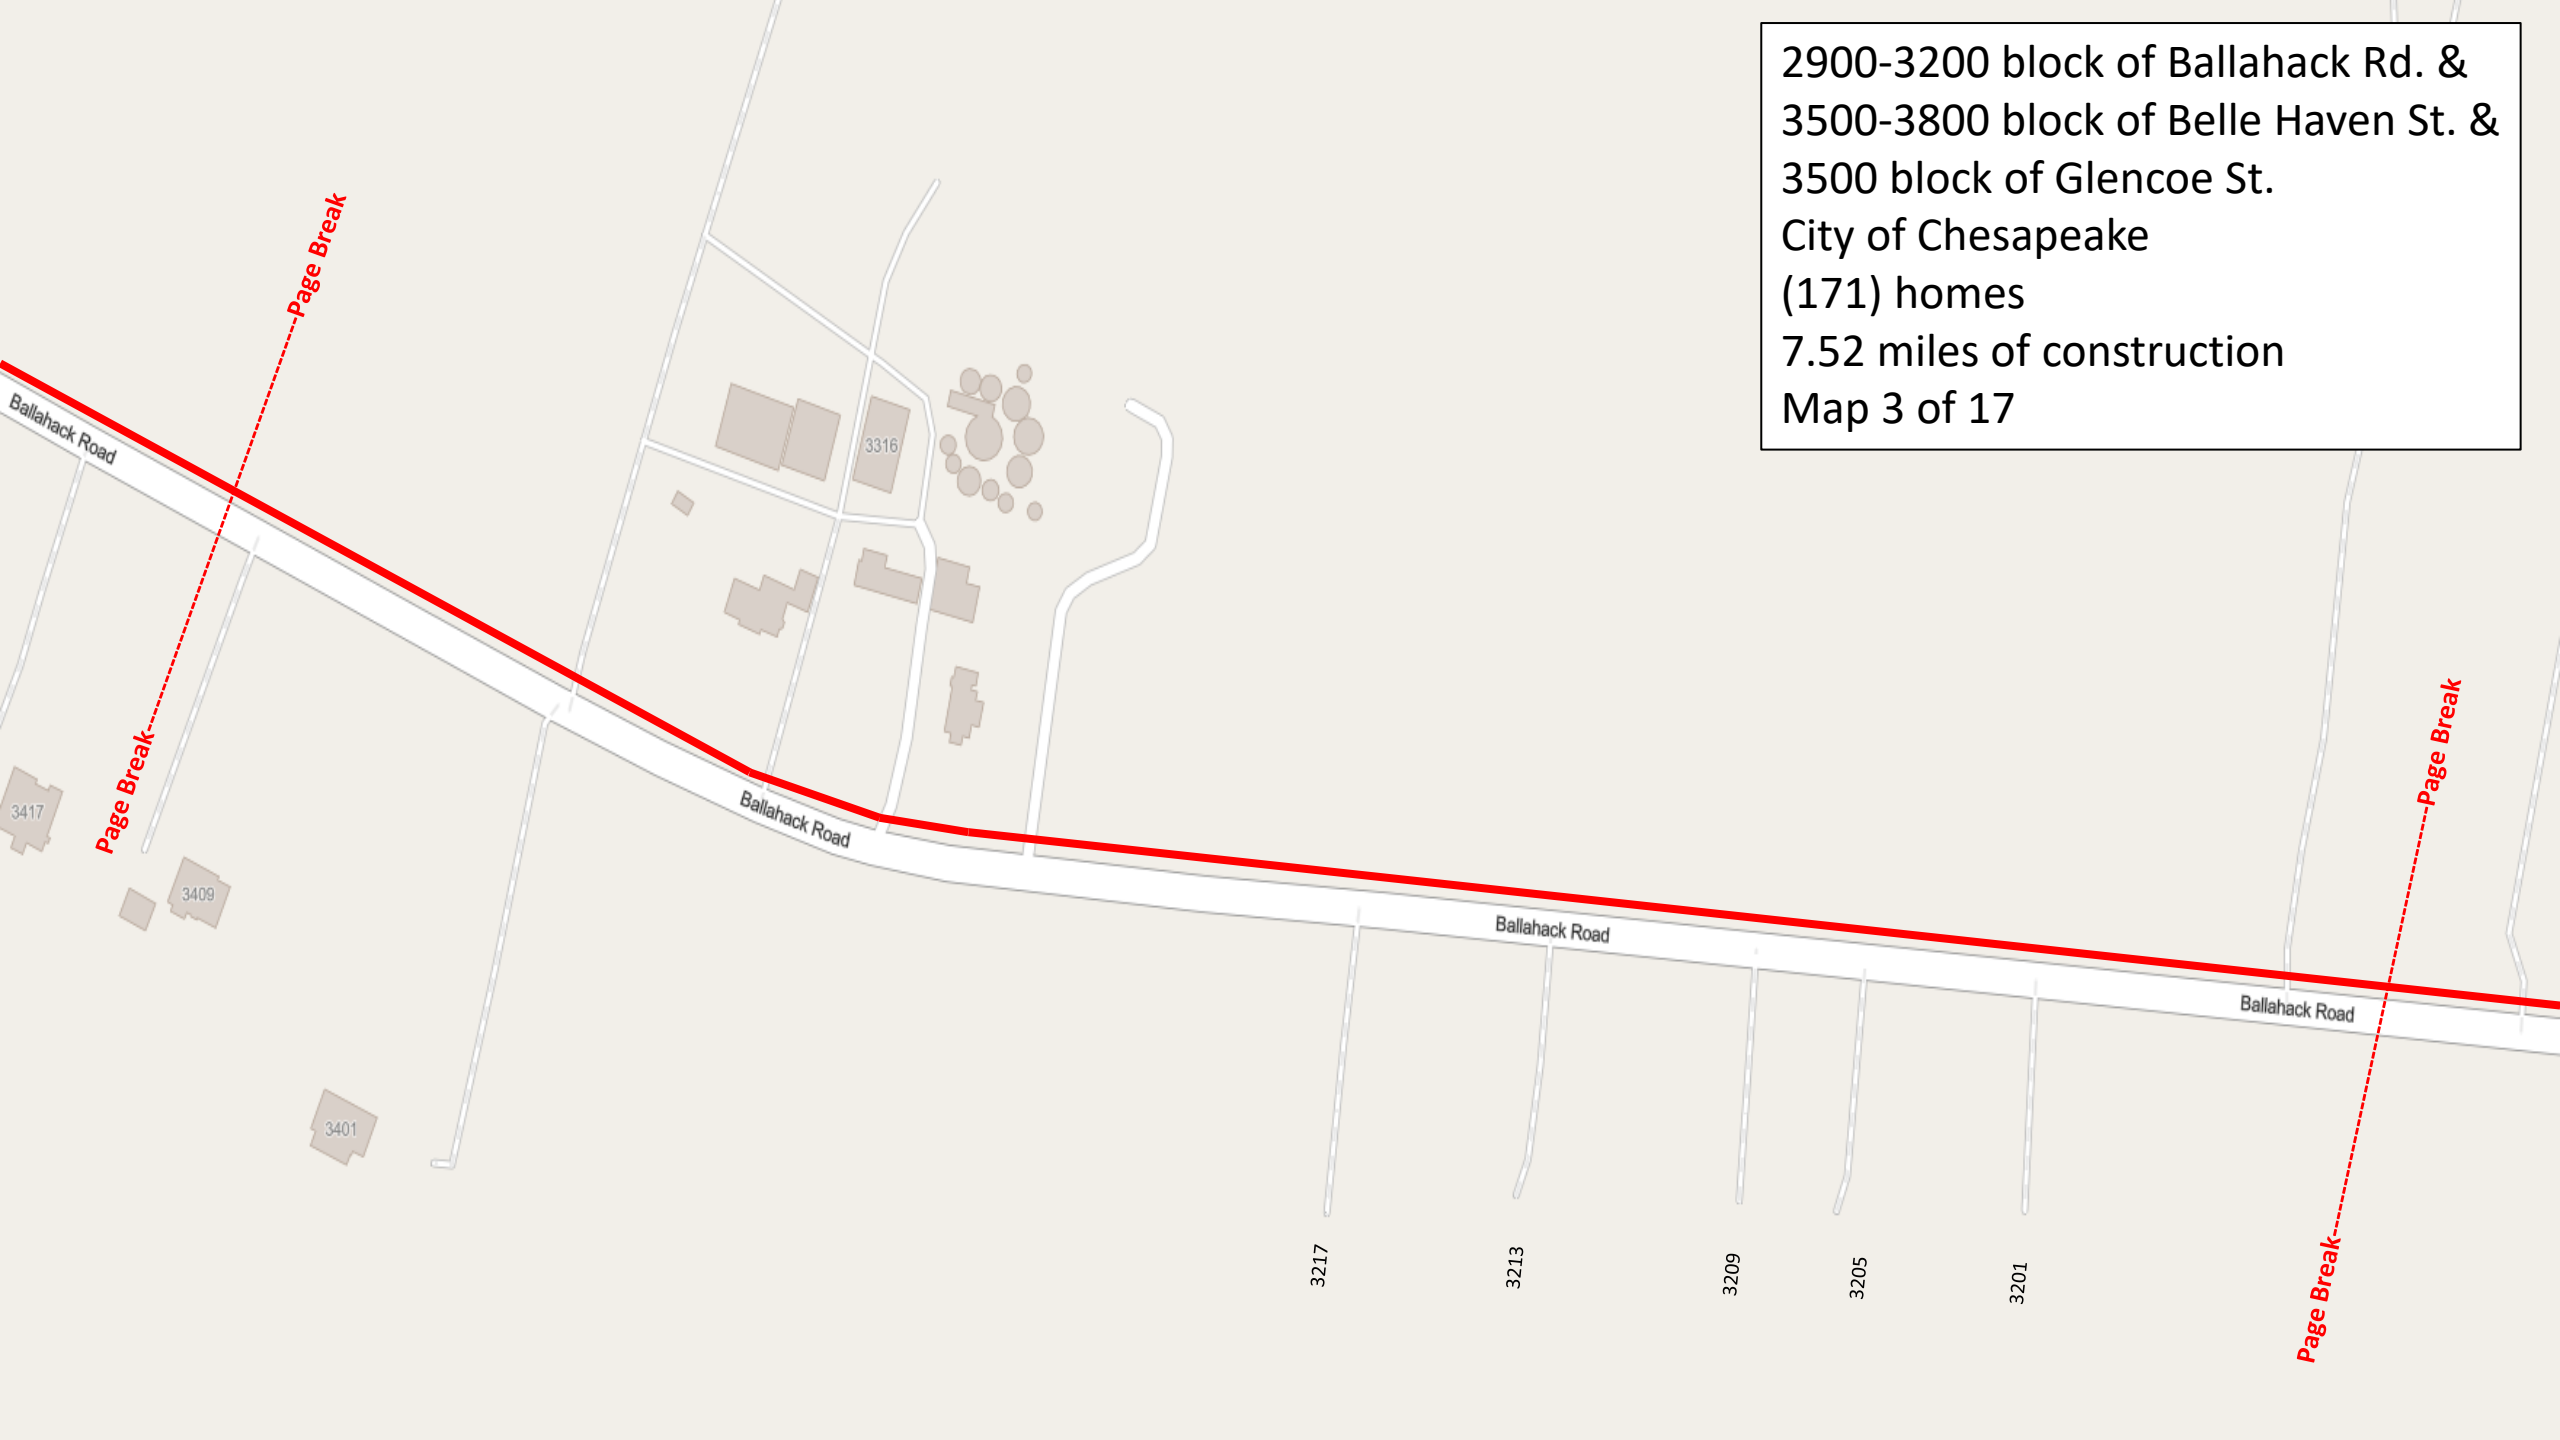 2900-3200 block of Ballahack Rd. &
3500-3800 block of Belle Haven St. &
3500 block of Glencoe St.
City of Chesapeake
(171) homes
7.52 miles of construction
Map 3 of 17
Page Break
Ballahack Road
3316
Page Break
Page Break
3417
Ballahack Road
3409
Ballahack Road
Ballahack Road
3401
3217
3213
3209
3205
3201
Page Break